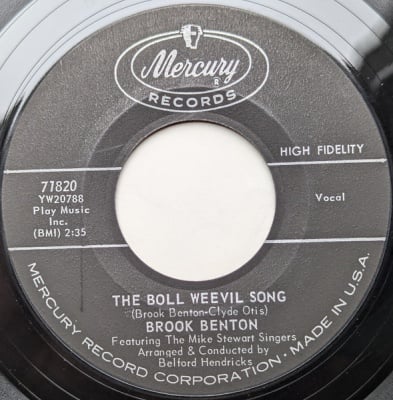 Mercury
®
RECORDS
HIGH FIDELITY
71820
YW20788
Play Music
Inc.
(BMI) 2:35
Vocal
THE BOLL WEEVIL SONG
(Brook Benton-Clyde Otis)
BROOK BENTON
Featuring The Mike Stewart Singers
Arranged & Conducted by
Belford Hendricks
MERCURY RECORD CORPORATION • MADE IN U.S.A.